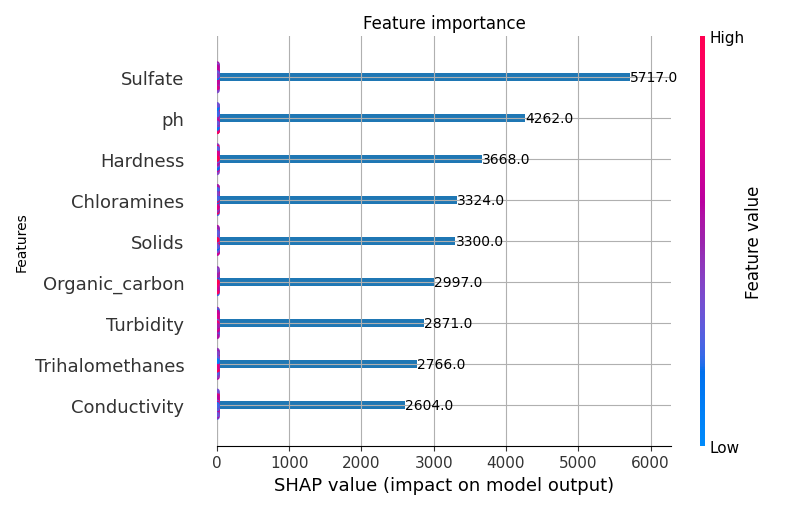 Feature importance
High
Sulfate 5717.0
ph 4262.0
Hardness 3668.0
Chloramines 3324.0
Solids 3300.0
Organic_carbon 2997.0
Turbidity 2871.0
Trihalomethanes 2766.0
Conductivity 2604.0
Features
Feature value
Low
0 1000 2000 3000 4000 5000 6000
SHAP value (impact on model output)